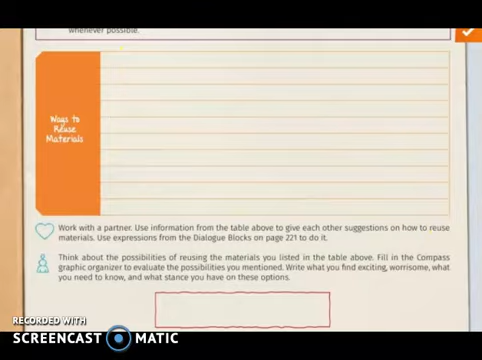 whenever possible.
Ways to
Reuse
Materials
Work with a partner. Use information from the table above to give each other suggestions on how to reuse
materials. Use expressions from the Dialogue Blocks on page 221 to do it.
Think about the possibilities of reusing the materials you listed in the table above. Fill in the Compass
graphic organizer to evaluate the possibilities you mentioned. Write what you find exciting, worrisome, what
you need to know, and what stance you have on these options.
RECORDED WITH
SCREENCAST MATIC